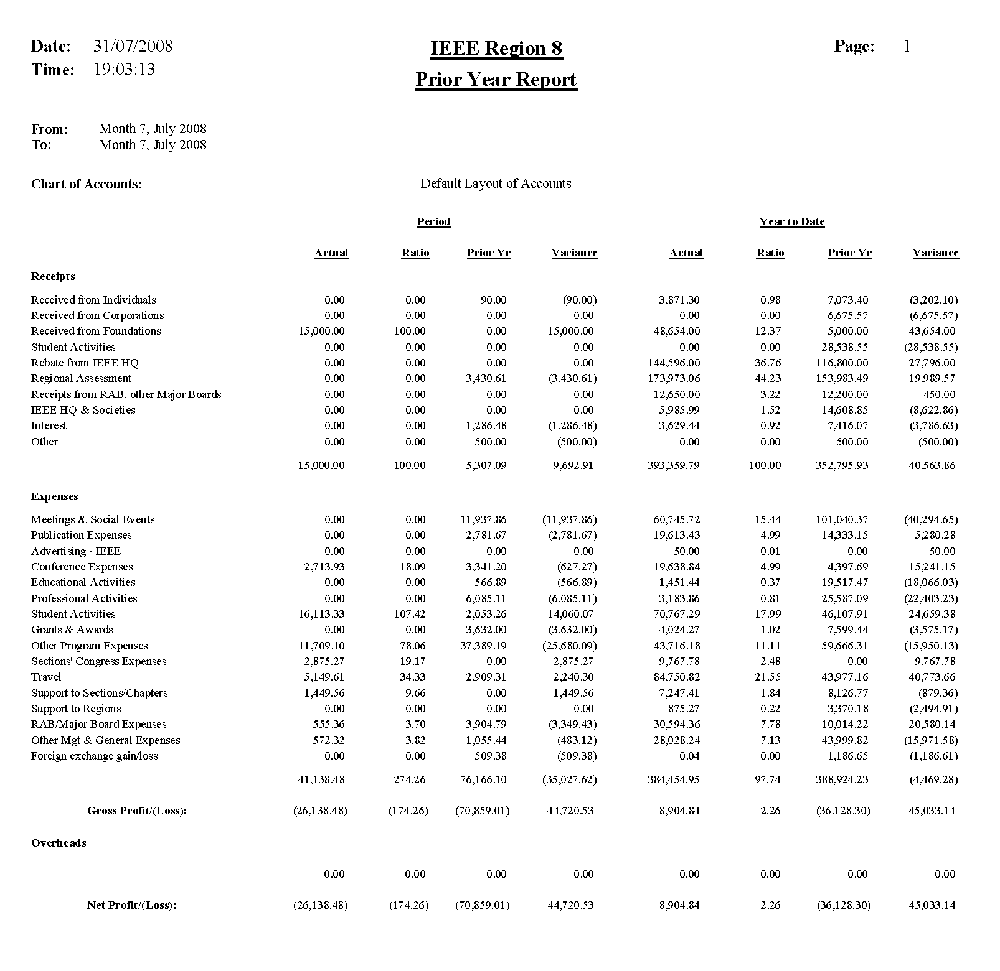 Date: 31/07/2008 IEEE Region 8 Page: 1
Time: 19:03:13 Prior Year Report
From: Month 7, July 2008
To: Month 7, July 2008
Chart of Accounts: Default Layout of Accounts
Period Year to Date
Actual Ratio Prior Yr Variance Actual Ratio Prior Yr Variance
Receipts
Received from Individuals 0.00 0.00 90.00 (90.00) 3,871.30 0.98 7,073.40 (3,202.10)
Received from Corporations 0.00 0.00 0.00 0.00 0.00 0.00 6,675.57 (6,675.57)
Received from Foundations 15,000.00 100.00 0.00 15,000.00 48,654.00 12.37 5,000.00 43,654.00
Student Activities 0.00 0.00 0.00 0.00 0.00 0.00 28,538.55 (28,538.55)
Rebate from IEEE HQ 0.00 0.00 0.00 0.00 144,596.00 36.76 116,800.00 27,796.00
Regional Assessment 0.00 0.00 3,430.61 (3,430.61) 173,973.06 44.23 153,983.49 19,989.57
Receipts from RAB, other Major Boards 0.00 0.00 0.00 0.00 12,650.00 3.22 12,200.00 450.00
IEEE HQ & Societies 0.00 0.00 0.00 0.00 5,985.99 1.52 14,608.85 (8,622.86)
Interest 0.00 0.00 1,286.48 (1,286.48) 3,629.44 0.92 7,416.07 (3,786.63)
Other 0.00 0.00 500.00 (500.00) 0.00 0.00 500.00 (500.00)
15,000.00 100.00 5,307.09 9,692.91 393,359.79 100.00 352,795.93 40,563.86
Expenses
Meetings & Social Events 0.00 0.00 11,937.86 (11,937.86) 60,745.72 15.44 101,040.37 (40,294.65)
Publication Expenses 0.00 0.00 2,781.67 (2,781.67) 19,613.43 4.99 14,333.15 5,280.28
Advertising - IEEE 0.00 0.00 0.00 0.00 50.00 0.01 0.00 50.00
Conference Expenses 2,713.93 18.09 3,341.20 (627.27) 19,638.84 4.99 4,397.69 15,241.15
Educational Activities 0.00 0.00 566.89 (566.89) 1,451.44 0.37 19,517.47 (18,066.03)
Professional Activities 0.00 0.00 6,085.11 (6,085.11) 3,183.86 0.81 25,587.09 (22,403.23)
Student Activities 16,113.33 107.42 2,053.26 14,060.07 70,767.29 17.99 46,107.91 24,659.38
Grants & Awards 0.00 0.00 3,632.00 (3,632.00) 4,024.27 1.02 7,599.44 (3,575.17)
Other Program Expenses 11,709.10 78.06 37,389.19 (25,680.09) 43,716.18 11.11 59,666.31 (15,950.13)
Sections' Congress Expenses 2,875.27 19.17 0.00 2,875.27 9,767.78 2.48 0.00 9,767.78
Travel 5,149.61 34.33 2,909.31 2,240.30 84,750.82 21.55 43,977.16 40,773.66
Support to Sections/Chapters 1,449.56 9.66 0.00 1,449.56 7,247.41 1.84 8,126.77 (879.36)
Support to Regions 0.00 0.00 0.00 0.00 875.27 0.22 3,370.18 (2,494.91)
RAB/Major Board Expenses 555.36 3.70 3,904.79 (3,349.43) 30,594.36 7.78 10,014.22 20,580.14
Other Mgt & General Expenses 572.32 3.82 1,055.44 (483.12) 28,028.24 7.13 43,999.82 (15,971.58)
Foreign exchange gain/loss 0.00 0.00 509.38 (509.38) 0.04 0.00 1,186.65 (1,186.61)
41,138.48 274.26 76,166.10 (35,027.62) 384,454.95 97.74 388,924.23 (4,469.28)
Gross Profit/(Loss): (26,138.48) (174.26) (70,859.01) 44,720.53 8,904.84 2.26 (36,128.30) 45,033.14
Overheads
0.00 0.00 0.00 0.00 0.00 0.00 0.00 0.00
Net Profit/(Loss): (26,138.48) (174.26) (70,859.01) 44,720.53 8,904.84 2.26 (36,128.30) 45,033.14